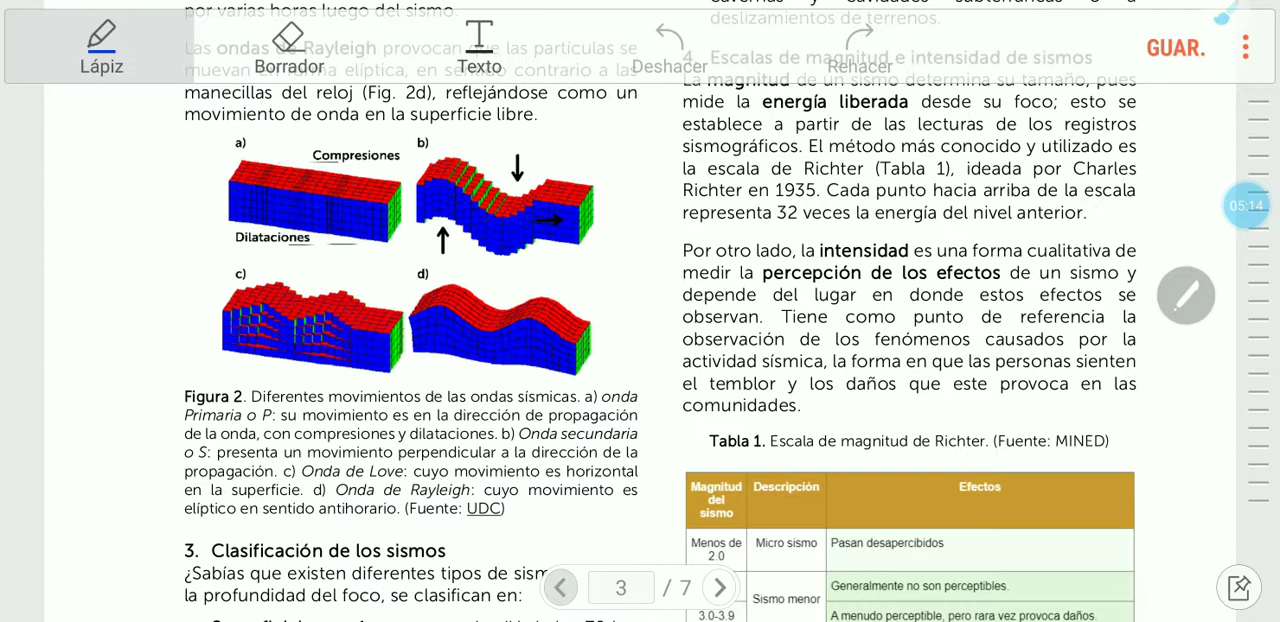 Lápiz
Borrador
Texto
Deshacer
Rehacer
GUAR.
por varias horas luego del sismo.
Las ondas de Rayleigh provocan que las partículas se
muevan en forma elíptica, en sentido contrario a las
manecillas del reloj (Fig. 2d), reflejándose como un
movimiento de onda en la superficie libre.
a)
Compresiones
b)
Dilataciones
c)
d)
Figura 2. Diferentes movimientos de las ondas sísmicas. a) onda
Primaria o P: su movimiento es en la dirección de propagación
de la onda, con compresiones y dilataciones. b) Onda secundaria
o S: presenta un movimiento perpendicular a la dirección de la
propagación. c) Onda de Love: cuyo movimiento es horizontal
en la superficie. d) Onda de Rayleigh: cuyo movimiento es
elíptico en sentido antihorario. (Fuente: UDC)
3. Clasificación de los sismos
¿Sabías que existen diferentes tipos de
la profundidad del foco, se clasifican en:
deslizamientos de terrenos.
4. Escalas de magnitud e intensidad de sismos
La magnitud de un sismo determina su tamaño, pues
mide la energía liberada desde su foco; esto se
establece a partir de las lecturas de los registros
sismográficos. El método más conocido y utilizado es
la escala de Richter (Tabla 1), ideada por Charles
Richter en 1935. Cada punto hacia arriba de la escala
representa 32 veces la energía del nivel anterior.
Por otro lado, la intensidad es una forma cualitativa de
medir la percepción de los efectos de un sismo y
depende del lugar en donde estos efectos se
observan. Tiene como punto de referencia la
observación de los fenómenos causados por la
actividad sísmica, la forma en que las personas sienten
el temblor y los daños que este provoca en las
comunidades.
Tabla 1. Escala de magnitud de Richter. (Fuente: MINED)
Magnitud del sismo Descripción Efectos
Menos de 2.0 Micro sismo Pasan desapercibidos
Sismo menor Generalmente no son perceptibles.
3.0-3.9 A menudo perceptible, pero rara vez provoca daños.
3 / 7
05:14